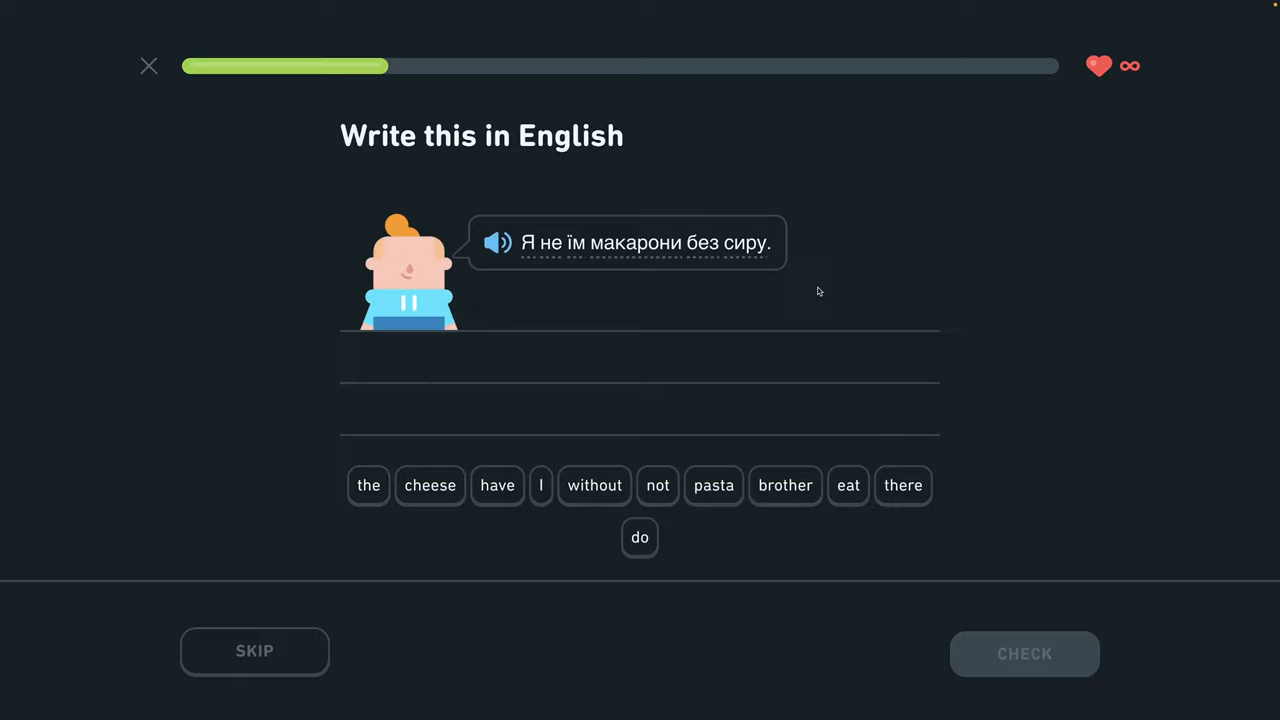 Write this in English
Я не їм макарони без сиру.
the cheese have I without not pasta brother eat there
do
SKIP
CHECK